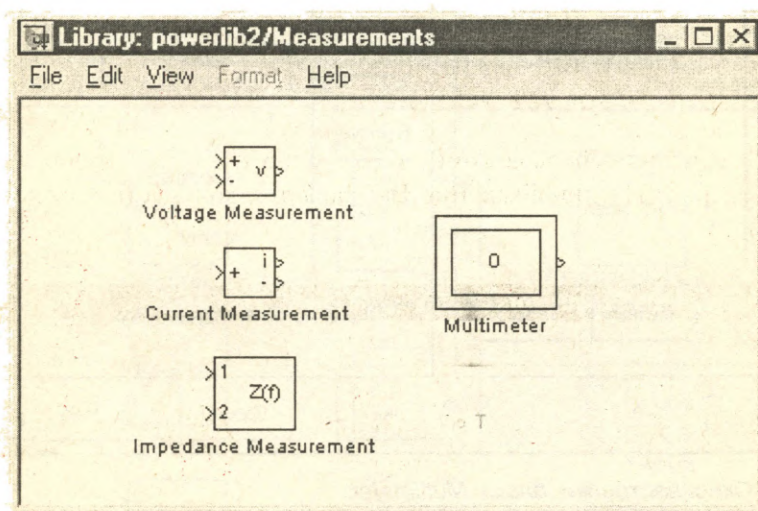 Library: powerlib2/Measurements
File Edit View Format Help
+ v
-
Voltage Measurement
+ i
-
Current Measurement
1
Z(f)
2
Impedance Measurement
0
Multimeter